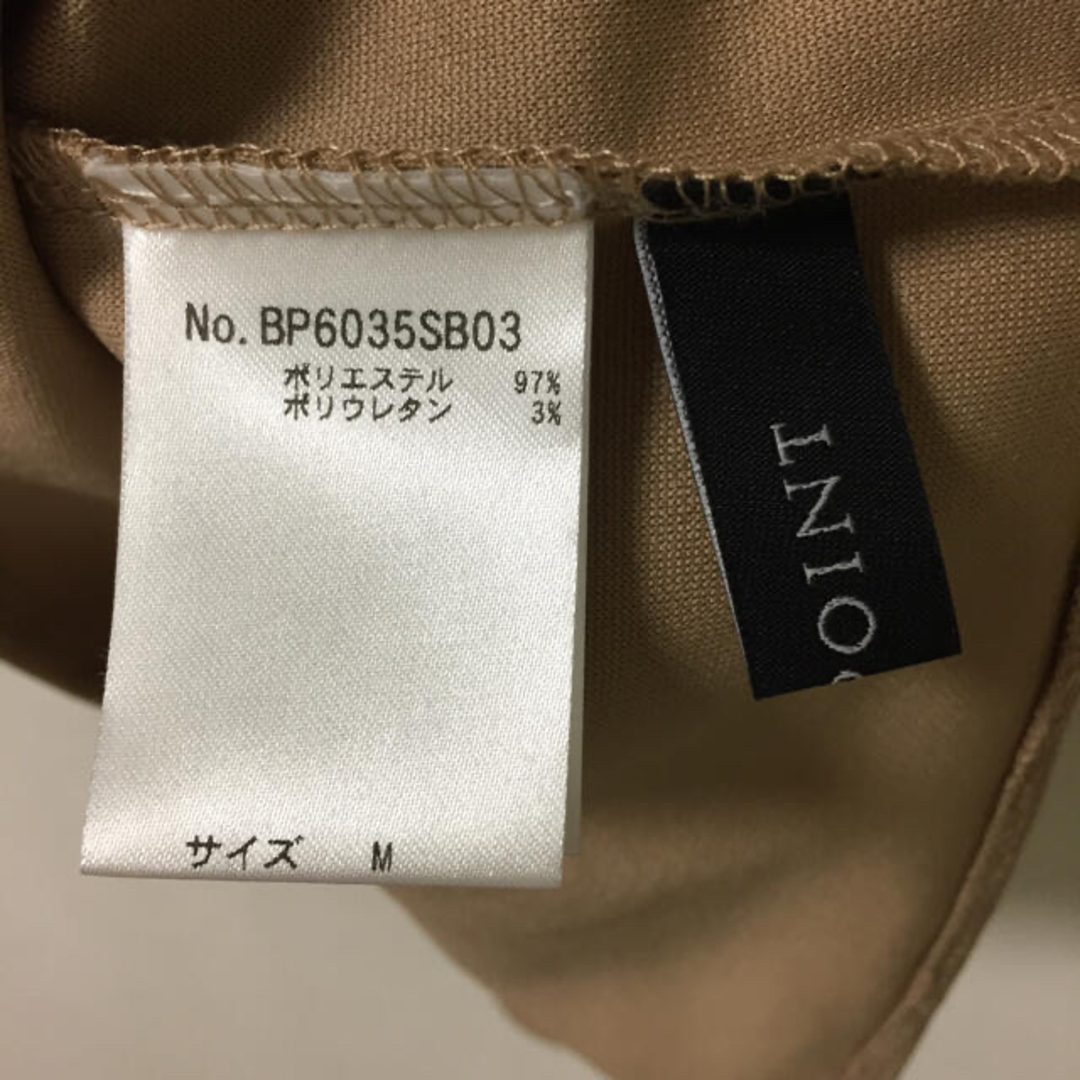 No. BP6035SB03
ポリエステル 97%
ポリウレタン 3%
サイズ M
POINT